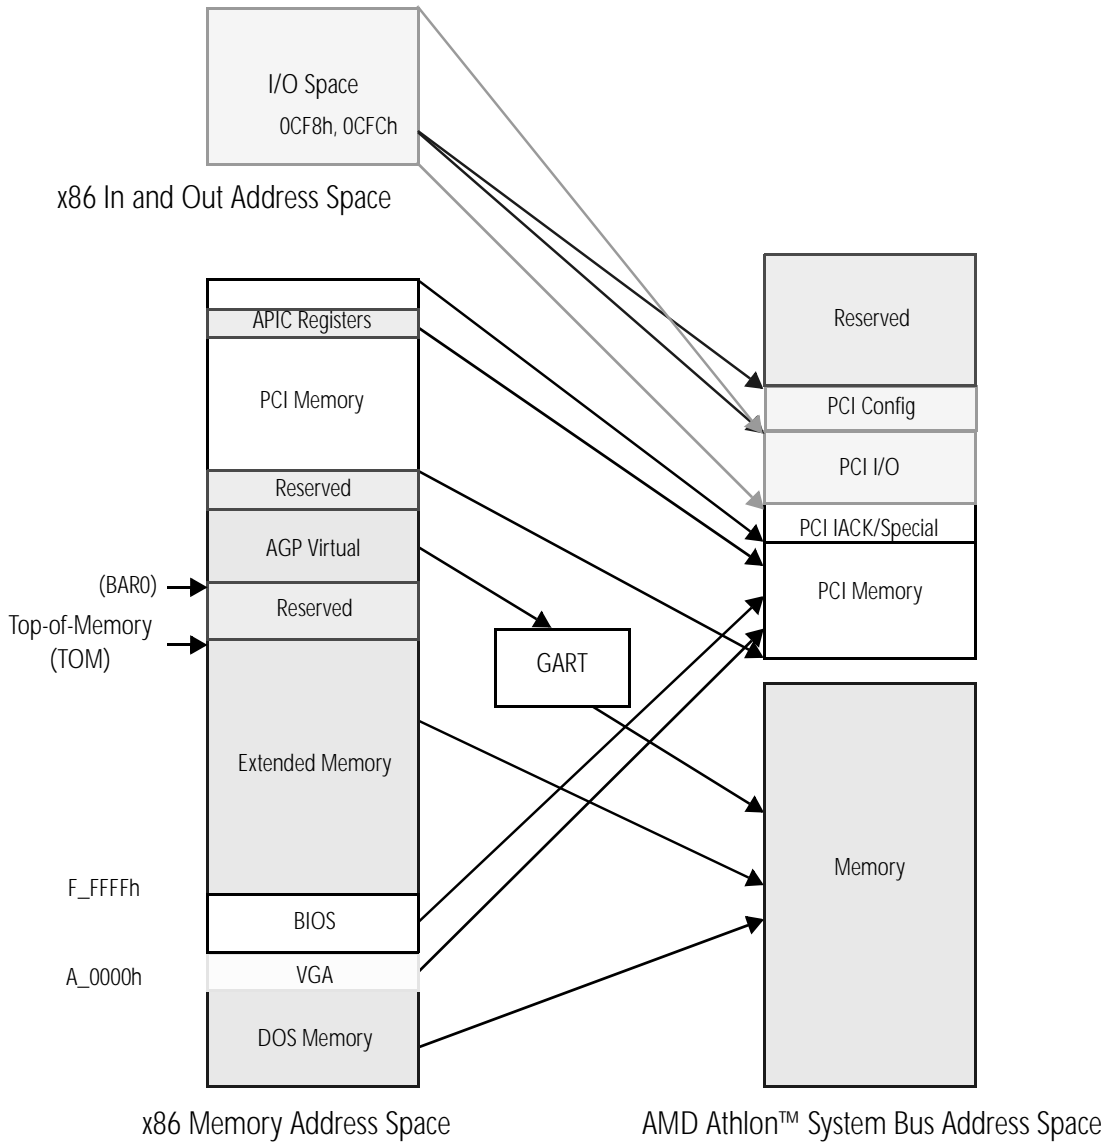 I/O Space
0CF8h, 0CFCh
x86 In and Out Address Space
APIC Registers
PCI Memory
Reserved
AGP Virtual
(BAR0)
Reserved
Top-of-Memory
(TOM)
Extended Memory
F_FFFFh
BIOS
A_0000h
VGA
DOS Memory
x86 Memory Address Space
GART
Reserved
PCI Config
PCI I/O
PCI IACK/Special
PCI Memory
Memory
AMD Athlon™ System Bus Address Space